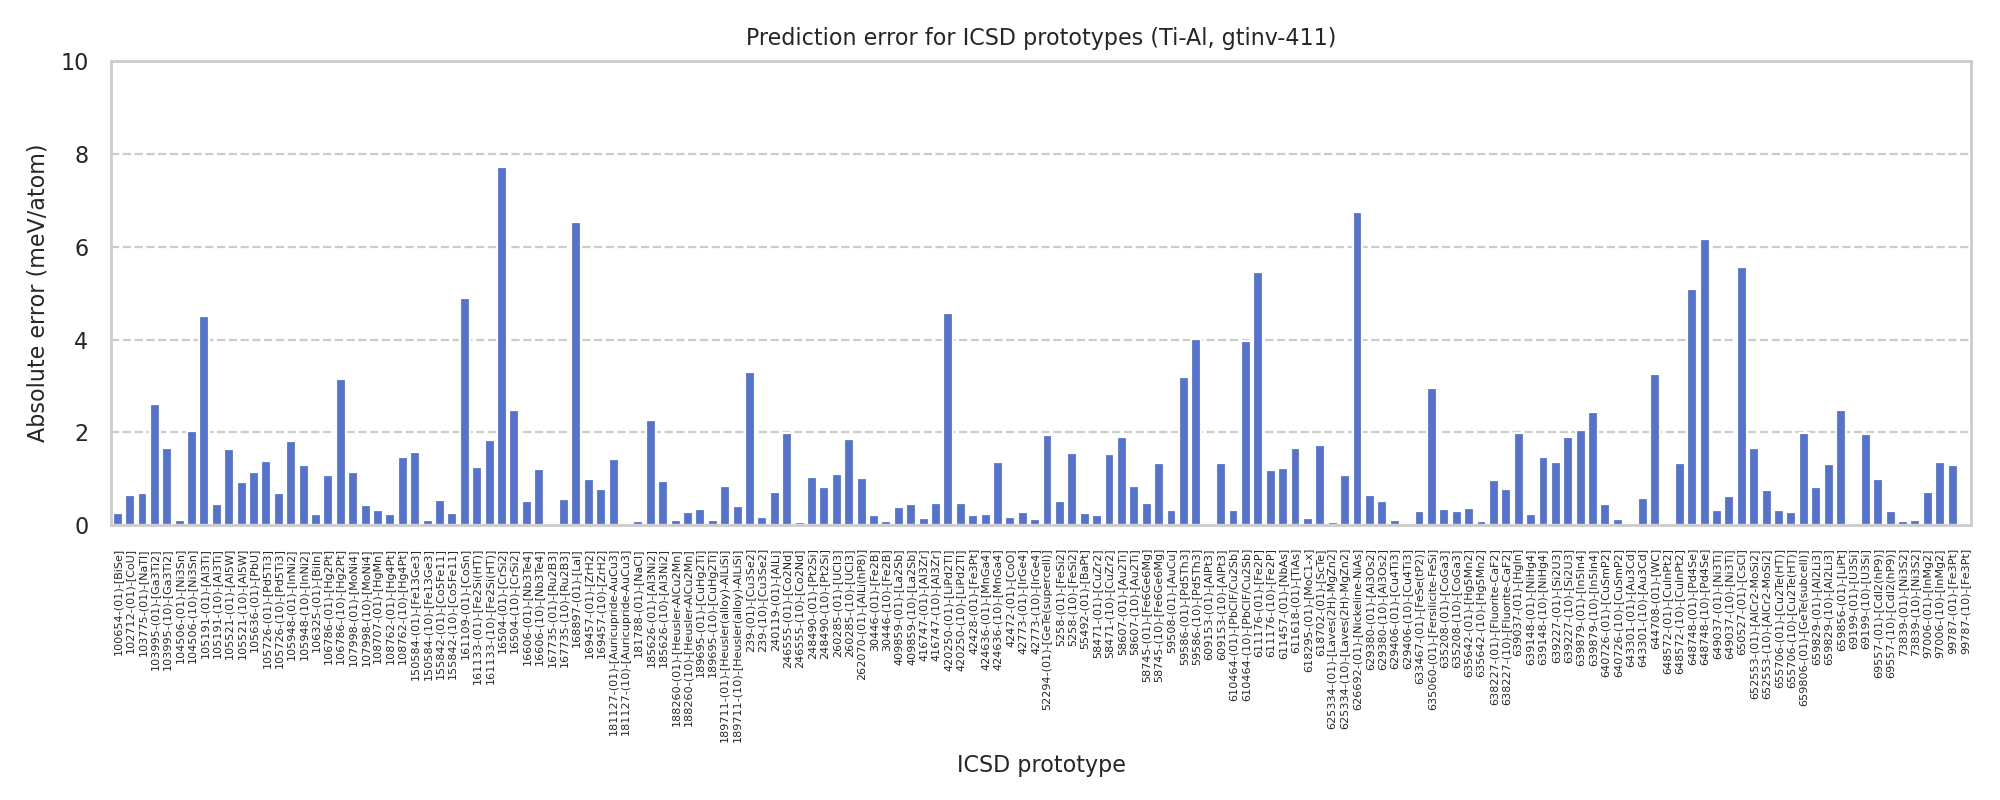 Prediction error for ICSD prototypes (Ti-Al, gtinv-411)
Absolute error (meV/atom)
10
8
6
4
2
0
100654-(01)-[BiSe]
102712-(01)-[CoU]
103775-(01)-[NaTl]
103995-(01)-[Ga3Ti2]
103995-(10)-[Ga3Ti2]
104506-(01)-[Ni3Sn]
104506-(10)-[Ni3Sn]
105191-(01)-[Al3Ti]
105191-(10)-[Al3Ti]
105521-(01)-[Al5W]
105521-(10)-[Al5W]
105636-(01)-[PbU]
105726-(01)-[Pd5Ti3]
105726-(10)-[Pd5Ti3]
105948-(01)-[InNi2]
105948-(10)-[InNi2]
106325-(01)-[BiIn]
106786-(01)-[Hg2Pt]
106786-(10)-[Hg2Pt]
107998-(01)-[MoNi4]
107998-(10)-[MoNi4]
108707-(01)-[HgMn]
108762-(01)-[Hg4Pt]
108762-(10)-[Hg4Pt]
150584-(01)-[Fe13Ge3]
150584-(10)-[Fe13Ge3]
155842-(01)-[Co5Fe11]
155842-(10)-[Co5Fe11]
161109-(01)-[CoSn]
161133-(01)-[Fe2Si(HT)]
161133-(10)-[Fe2Si(HT)]
16504-(01)-[CrSi2]
16504-(10)-[CrSi2]
16606-(01)-[Nb3Te4]
16606-(10)-[Nb3Te4]
167735-(01)-[Ru2B3]
167735-(10)-[Ru2B3]
168897-(01)-[LaI]
169457-(01)-[ZrH2]
169457-(10)-[ZrH2]
181127-(01)-[Auricupride-AuCu3]
181127-(10)-[Auricupride-AuCu3]
181788-(01)-[NaCl]
185626-(01)-[Al3Ni2]
185626-(10)-[Al3Ni2]
188260-(01)-[Heusler-AlCu2Mn]
188260-(10)-[Heusler-AlCu2Mn]
189695-(01)-[CuHg2Ti]
189695-(10)-[CuHg2Ti]
189711-(01)-[Heusler(alloy)-AlLiSi]
189711-(10)-[Heusler(alloy)-AlLiSi]
239-(01)-[Cu3Se2]
239-(10)-[Cu3Se2]
240119-(01)-[AlLi]
246555-(01)-[Co2Nd]
246555-(10)-[Co2Nd]
248490-(01)-[Pt2Si]
248490-(10)-[Pt2Si]
260285-(01)-[UCl3]
260285-(10)-[UCl3]
262070-(01)-[AlLi(hP8)]
30446-(01)-[Fe2B]
30446-(10)-[Fe2B]
409859-(01)-[La2Sb]
409859-(10)-[La2Sb]
416747-(01)-[Al3Zr]
416747-(10)-[Al3Zr]
420250-(01)-[LiPd2Tl]
420250-(10)-[LiPd2Tl]
42428-(01)-[Fe3Pt]
424636-(01)-[MnGa4]
424636-(10)-[MnGa4]
42472-(01)-[CoO]
42773-(01)-[IrGe4]
42773-(10)-[IrGe4]
52294-(01)-[GeTe(supercell)]
5258-(01)-[FeSi2]
5258-(10)-[FeSi2]
55492-(01)-[BaPt]
58471-(01)-[CuZr2]
58471-(10)-[CuZr2]
58607-(01)-[Au2Ti]
58607-(10)-[Au2Ti]
58745-(01)-[Fe6Ge6Mg]
58745-(10)-[Fe6Ge6Mg]
59508-(01)-[AuCu]
59586-(01)-[Pd5Th3]
59586-(10)-[Pd5Th3]
609153-(01)-[AlPt3]
609153-(10)-[AlPt3]
610464-(01)-[PbClF/Cu2Sb]
610464-(10)-[PbClF/Cu2Sb]
611176-(01)-[Fe2P]
611176-(10)-[Fe2P]
611457-(01)-[NbAs]
611618-(01)-[TiAs]
618295-(01)-[MoC1-x]
618702-(01)-[ScTe]
625334-(01)-[Laves(2H)-MgZn2]
625334-(10)-[Laves(2H)-MgZn2]
626692-(01)-[Nickeline-NiAs]
629380-(01)-[Al3Os2]
629380-(10)-[Al3Os2]
629406-(01)-[Cu4Ti3]
629406-(10)-[Cu4Ti3]
633467-(01)-[FeSe(tP2)]
635060-(01)-[Fersilicite-FeSi]
635208-(01)-[CoGa3]
635208-(10)-[CoGa3]
635642-(01)-[Hg5Mn2]
635642-(10)-[Hg5Mn2]
638227-(01)-[Fluorite-CaF2]
638227-(10)-[Fluorite-CaF2]
639037-(01)-[HgIn]
639148-(01)-[NiHg4]
639148-(10)-[NiHg4]
639227-(01)-[Si2U3]
639227-(10)-[Si2U3]
639879-(01)-[In5In4]
639879-(10)-[In5In4]
640726-(01)-[CuSmP2]
640726-(10)-[CuSmP2]
643301-(01)-[Au3Cd]
643301-(10)-[Au3Cd]
644708-(01)-[WC]
648572-(01)-[CuInPt2]
648572-(10)-[CuInPt2]
648748-(01)-[Pd4Se]
648748-(10)-[Pd4Se]
649037-(01)-[Ni3Ti]
649037-(10)-[Ni3Ti]
650527-(01)-[CsCl]
652553-(01)-[AlCr2-MoSi2]
652553-(10)-[AlCr2-MoSi2]
655706-(01)-[Cu2Te(HT)]
655706-(10)-[Cu2Te(HT)]
659806-(01)-[GeTe(subcell)]
659829-(01)-[Al2Li3]
659829-(10)-[Al2Li3]
659856-(01)-[LiPt]
69199-(01)-[U3Si]
69199-(10)-[U3Si]
69557-(01)-[CdI2(hP9)]
69557-(10)-[CdI2(hP9)]
73839-(01)-[Ni3S2]
73839-(10)-[Ni3S2]
97006-(01)-[InMg2]
97006-(10)-[InMg2]
99787-(01)-[Fe3Pt]
99787-(10)-[Fe3Pt]
ICSD prototype